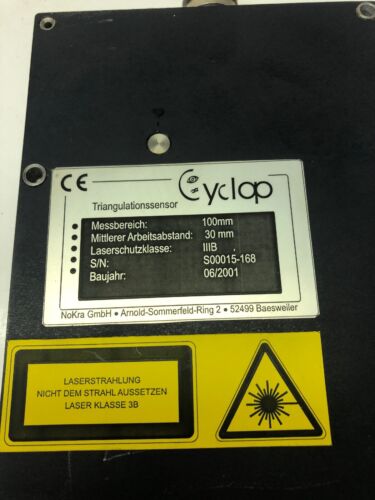 CE Cyclop
Triangulationssensor
• Messbereich: 100mm
• Mittlerer Arbeitsabstand: 30 mm
• Laserschutzklasse: IIIB
• S/N: S00015-168
• Baujahr: 06/2001
NoKra GmbH • Arnold-Sommerfeld-Ring 2 • 52499 Baesweiler
LASERSTRAHLUNG
NICHT DEM STRAHL AUSSETZEN
LASER KLASSE 3B